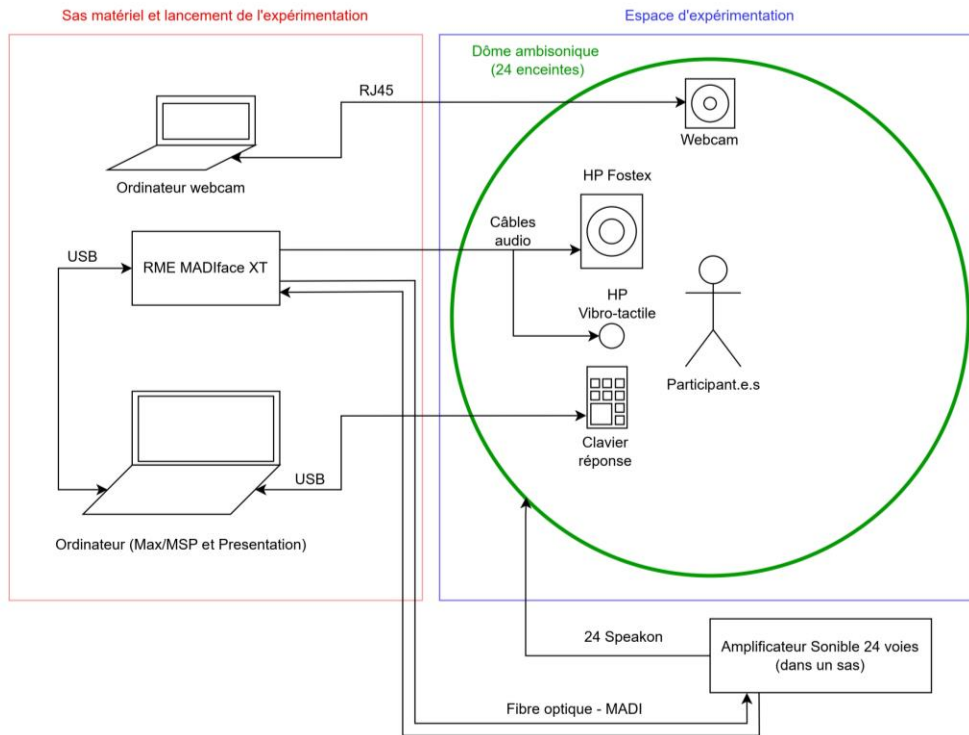 Sas matériel et lancement de l'expérimentation
Espace d'expérimentation
Dôme ambisonique
(24 enceintes)
RJ45
Webcam
Ordinateur webcam
HP Fostex
Câbles
audio
USB
RME MADIface XT
HP
Vibro-tactile
Participant.e.s
Clavier
réponse
USB
Ordinateur (Max/MSP et Presentation)
24 Speakon
Amplificateur Sonible 24 voies
(dans un sas)
Fibre optique - MADI